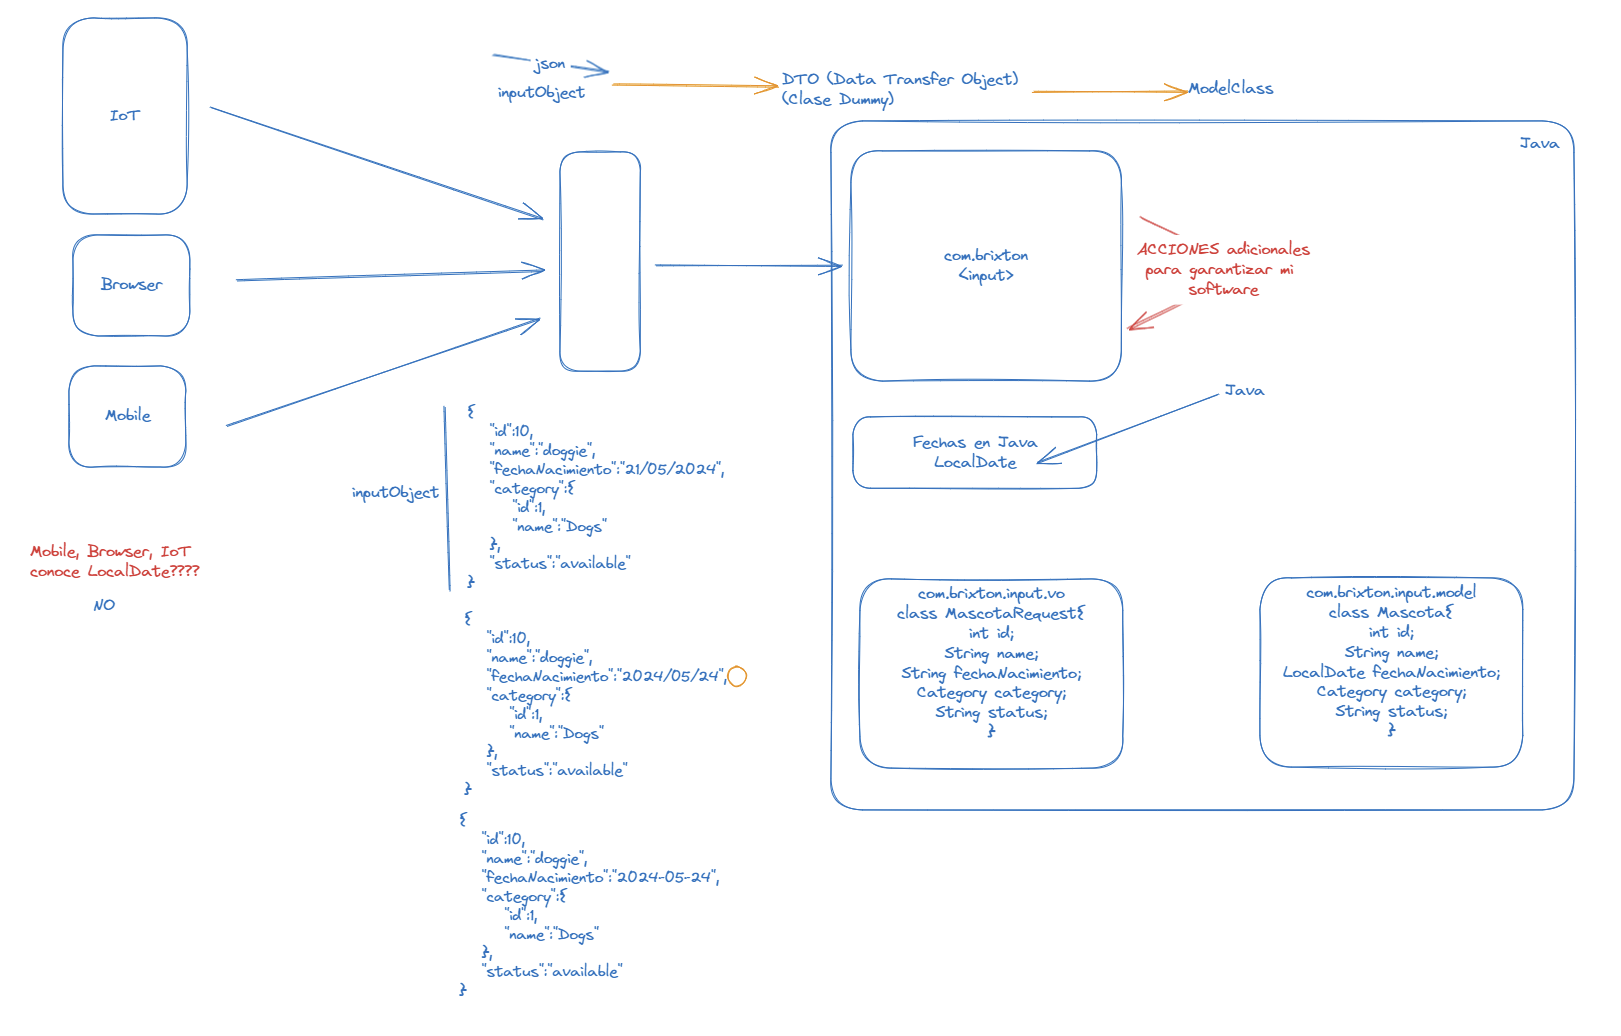 IoT
Browser
Mobile
Mobile, Browser, IoT
conoce LocalDate????
NO
json
inputObject
DTO (Data Transfer Object)
(Clase Dummy)
ModelClass
Java
com.brixton
<input>
ACCIONES adicionales
para garantizar mi
software
Java
Fechas en Java
LocalDate
inputObject
{
"id":10,
"name":"doggie",
"fechaNacimiento":"21/05/2024",
"category":{
"id":1,
"name":"Dogs"
},
"status":"available"
}
{
"id":10,
"name":"doggie",
"fechaNacimiento":"2024/05/24",
"category":{
"id":1,
"name":"Dogs"
},
"status":"available"
}
{
"id":10,
"name":"doggie",
"fechaNacimiento":"2024-05-24",
"category":{
"id":1,
"name":"Dogs"
},
"status":"available"
}
com.brixton.input.vo
class MascotaRequest{
int id;
String name;
String fechaNacimiento;
Category category;
String status;
}
com.brixton.input.model
class Mascota{
int id;
String name;
LocalDate fechaNacimiento;
Category category;
String status;
}